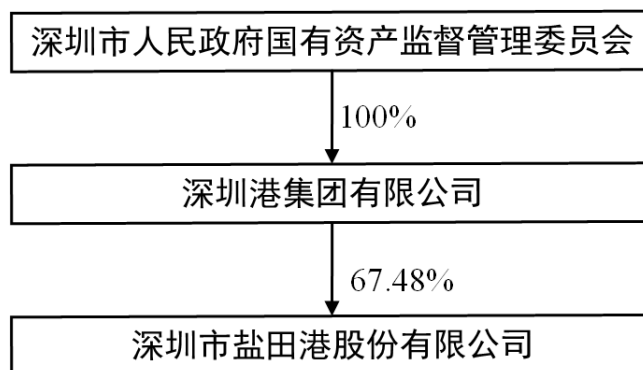 深圳市人民政府国有资产监督管理委员会
100%
深圳港集团有限公司
67.48%
深圳市盐田港股份有限公司